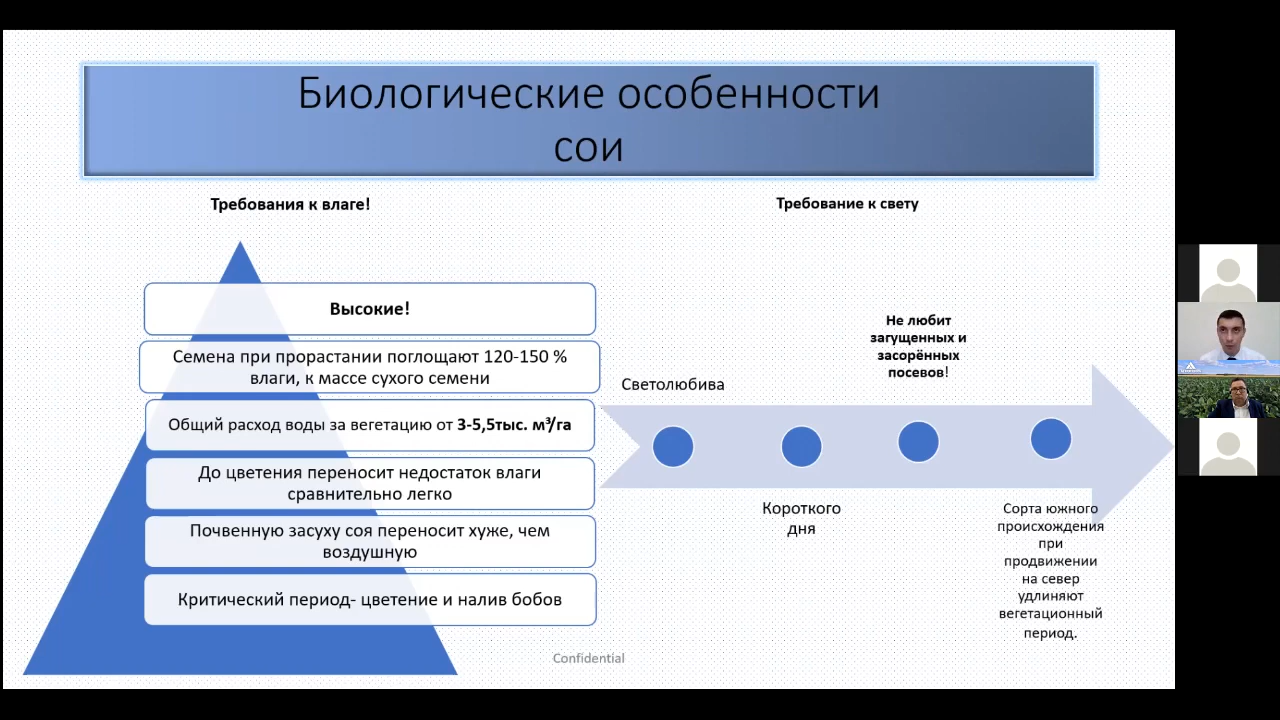 Биологические особенности
сои
Требования к влаге!
Высокие!
Семена при прорастании поглощают 120-150 %
влаги, к массе сухого семени
Общий расход воды за вегетацию от 3-5,5тыс. м³/га
До цветения переносит недостаток влаги
сравнительно легко
Почвенную засуху соя переносит хуже, чем
воздушную
Критический период- цветение и налив бобов
Требование к свету
Светолюбива
Короткого
дня
Не любит
загущенных и
засорённых
посевов!
Сорта южного
происхождения
при
продвижении
на север
удлиняют
вегетационный
период.
Confidential